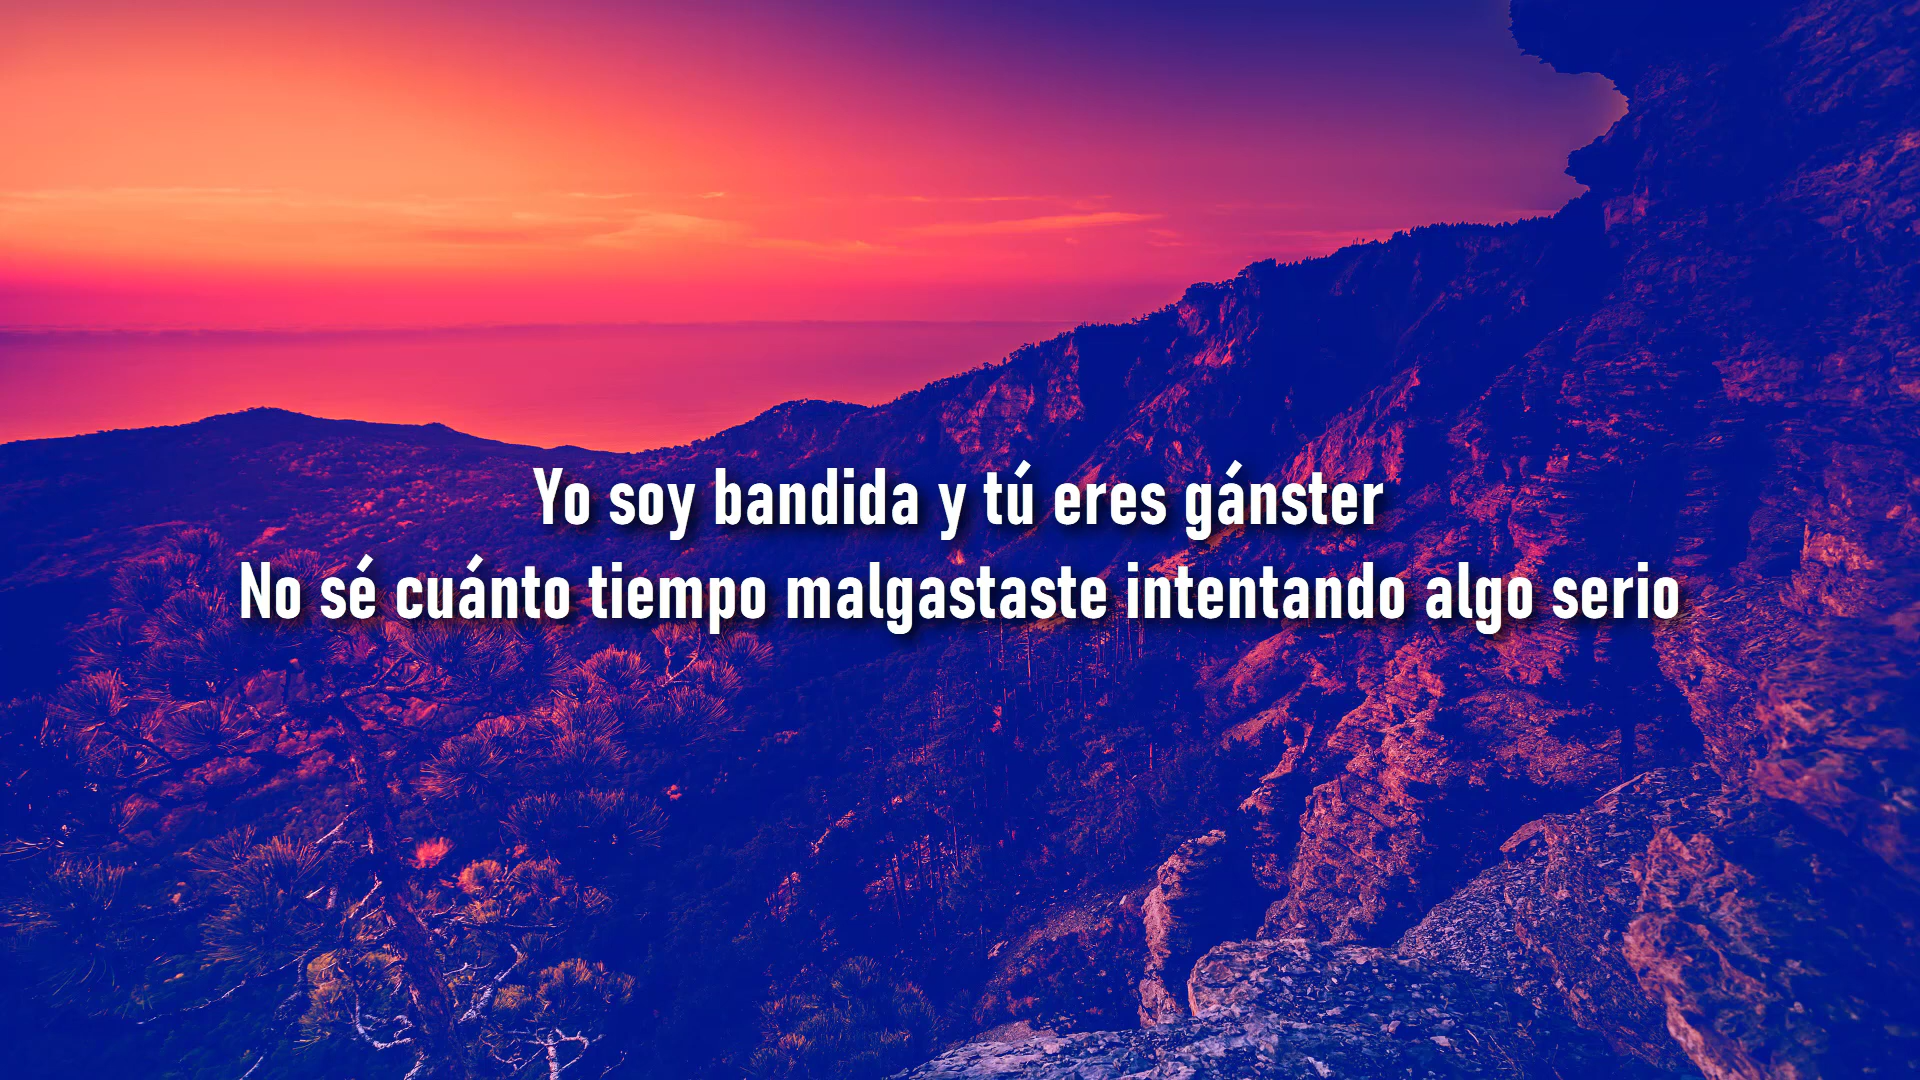 Yo soy bandida y tú eres gánster
No sé cuánto tiempo malgastaste intentando algo serio